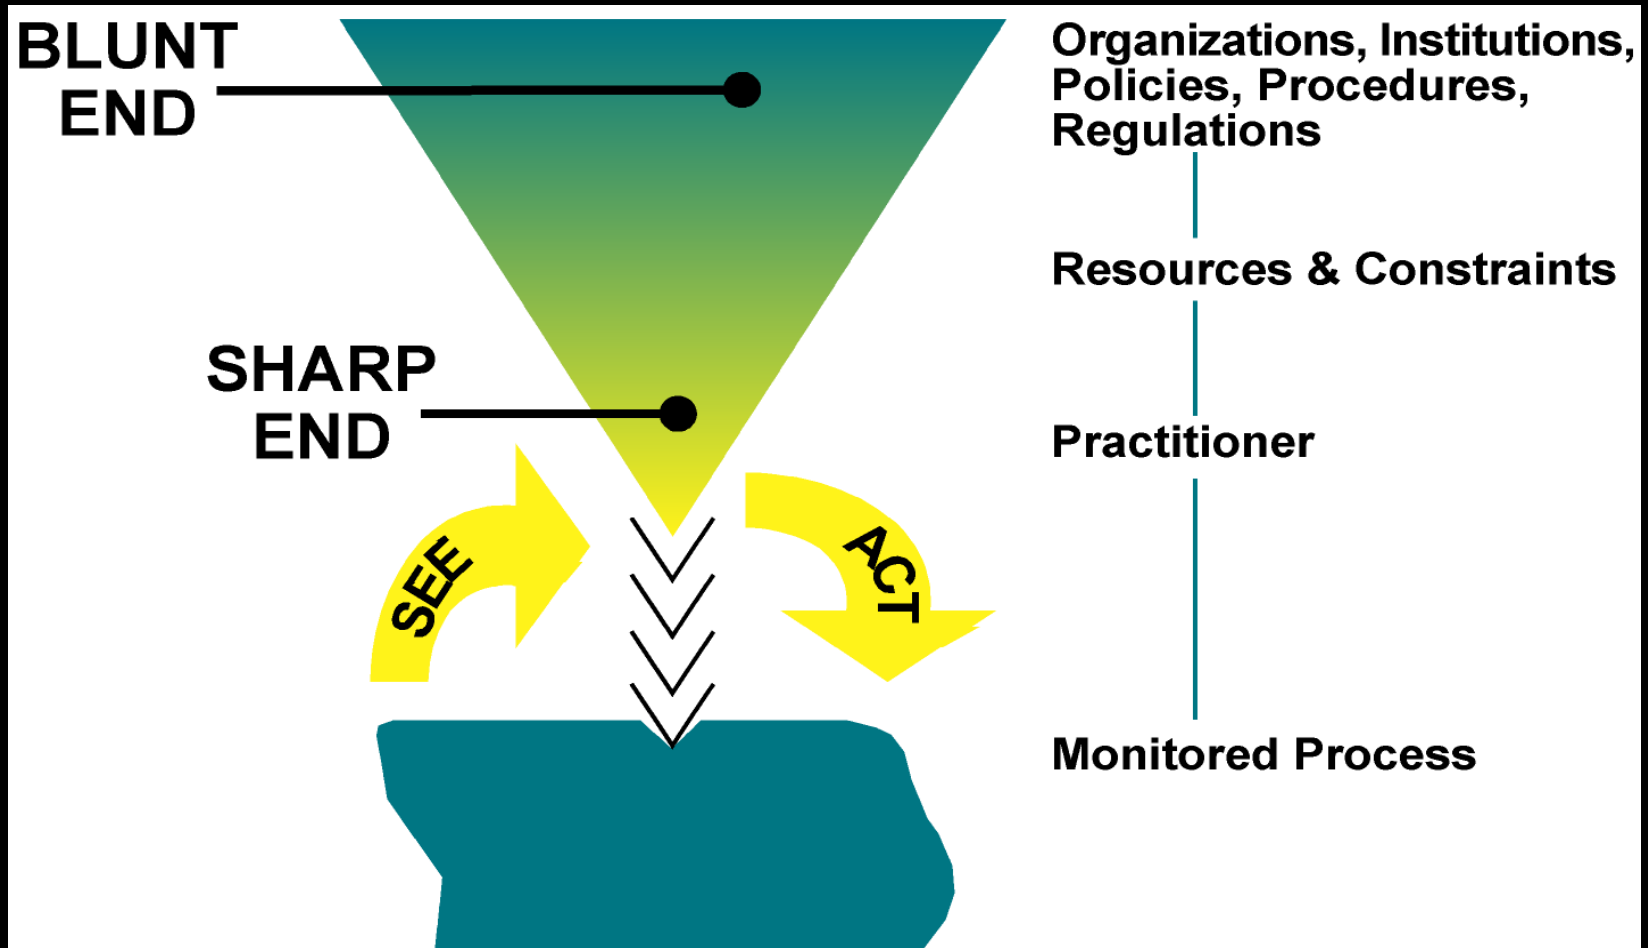 BLUNT
END
Organizations, Institutions,
Policies, Procedures,
Regulations
Resources & Constraints
SHARP
END
Practitioner
SEE
ACT
Monitored Process